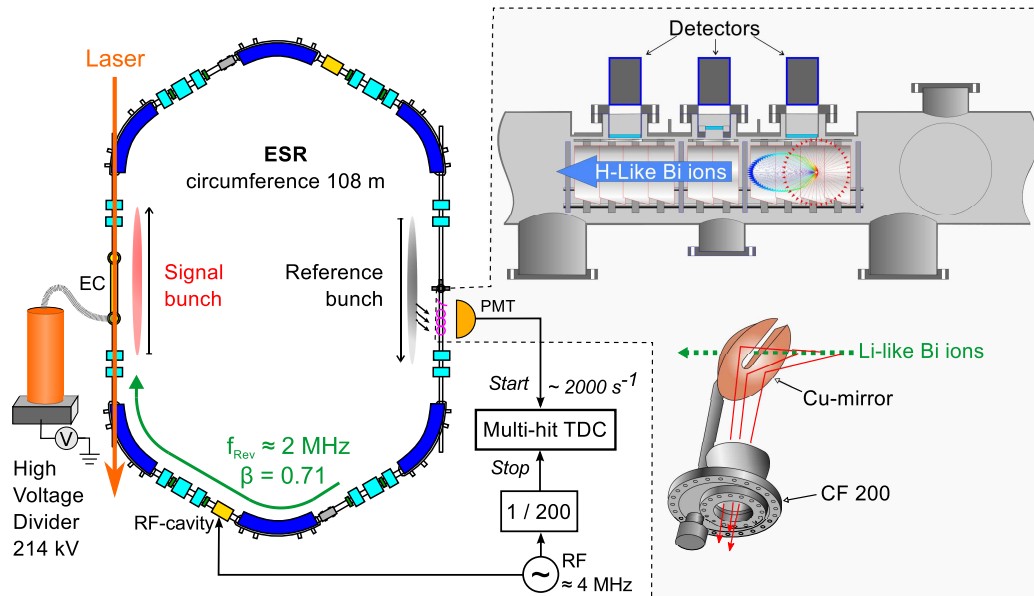 Laser
ESR
circumference 108 m
EC
Signal
bunch
Reference
bunch
PMT
V
High
Voltage
Divider
214 kV
f_Rev ≈ 2 MHz
β = 0.71
RF-cavity
Start
~ 2000 s⁻¹
Multi-hit TDC
Stop
1 / 200
~
RF
≈ 4 MHz
Detectors
H-Like Bi ions
Li-like Bi ions
Cu-mirror
CF 200